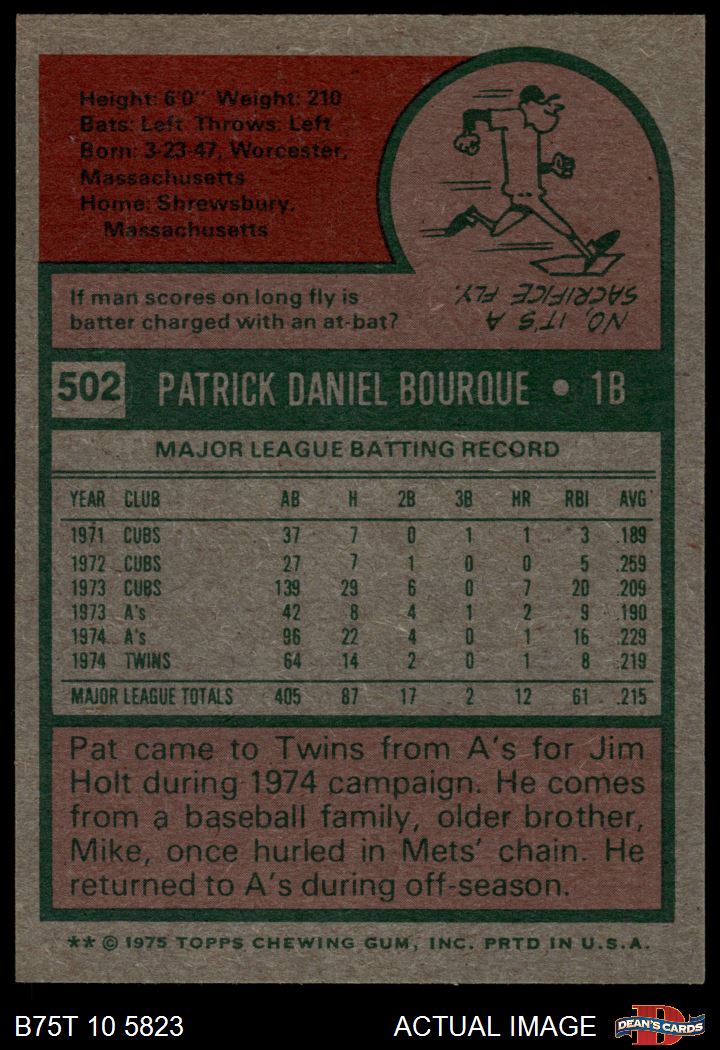 Height: 6'0" Weight: 210
Bats: Left Throws: Left
Born: 3-23-47, Worcester,
Massachusetts
Home: Shrewsbury,
Massachusetts
If man scores on long fly is
batter charged with an at-bat?
NO, IT'S A
SACRIFICE FLY.
502 PATRICK DANIEL BOURQUE • 1B
MAJOR LEAGUE BATTING RECORD
YEAR CLUB AB H 2B 3B HR RBI AVG
1971 CUBS 37 7 0 1 1 3 .189
1972 CUBS 27 7 1 0 0 5 .259
1973 CUBS 139 29 6 0 7 20 .209
1973 A's 42 8 4 1 2 9 .190
1974 A's 96 22 4 0 1 16 .229
1974 TWINS 64 14 2 0 1 8 .219
MAJOR LEAGUE TOTALS 405 87 17 2 12 61 .215
Pat came to Twins from A's for Jim
Holt during 1974 campaign. He comes
from a baseball family, older brother,
Mike, once hurled in Mets' chain. He
returned to A's during off-season.
** © 1975 TOPPS CHEWING GUM, INC. PRTD IN U.S.A.
B75T 10 5823 ACTUAL IMAGE DEAN'S CARDS